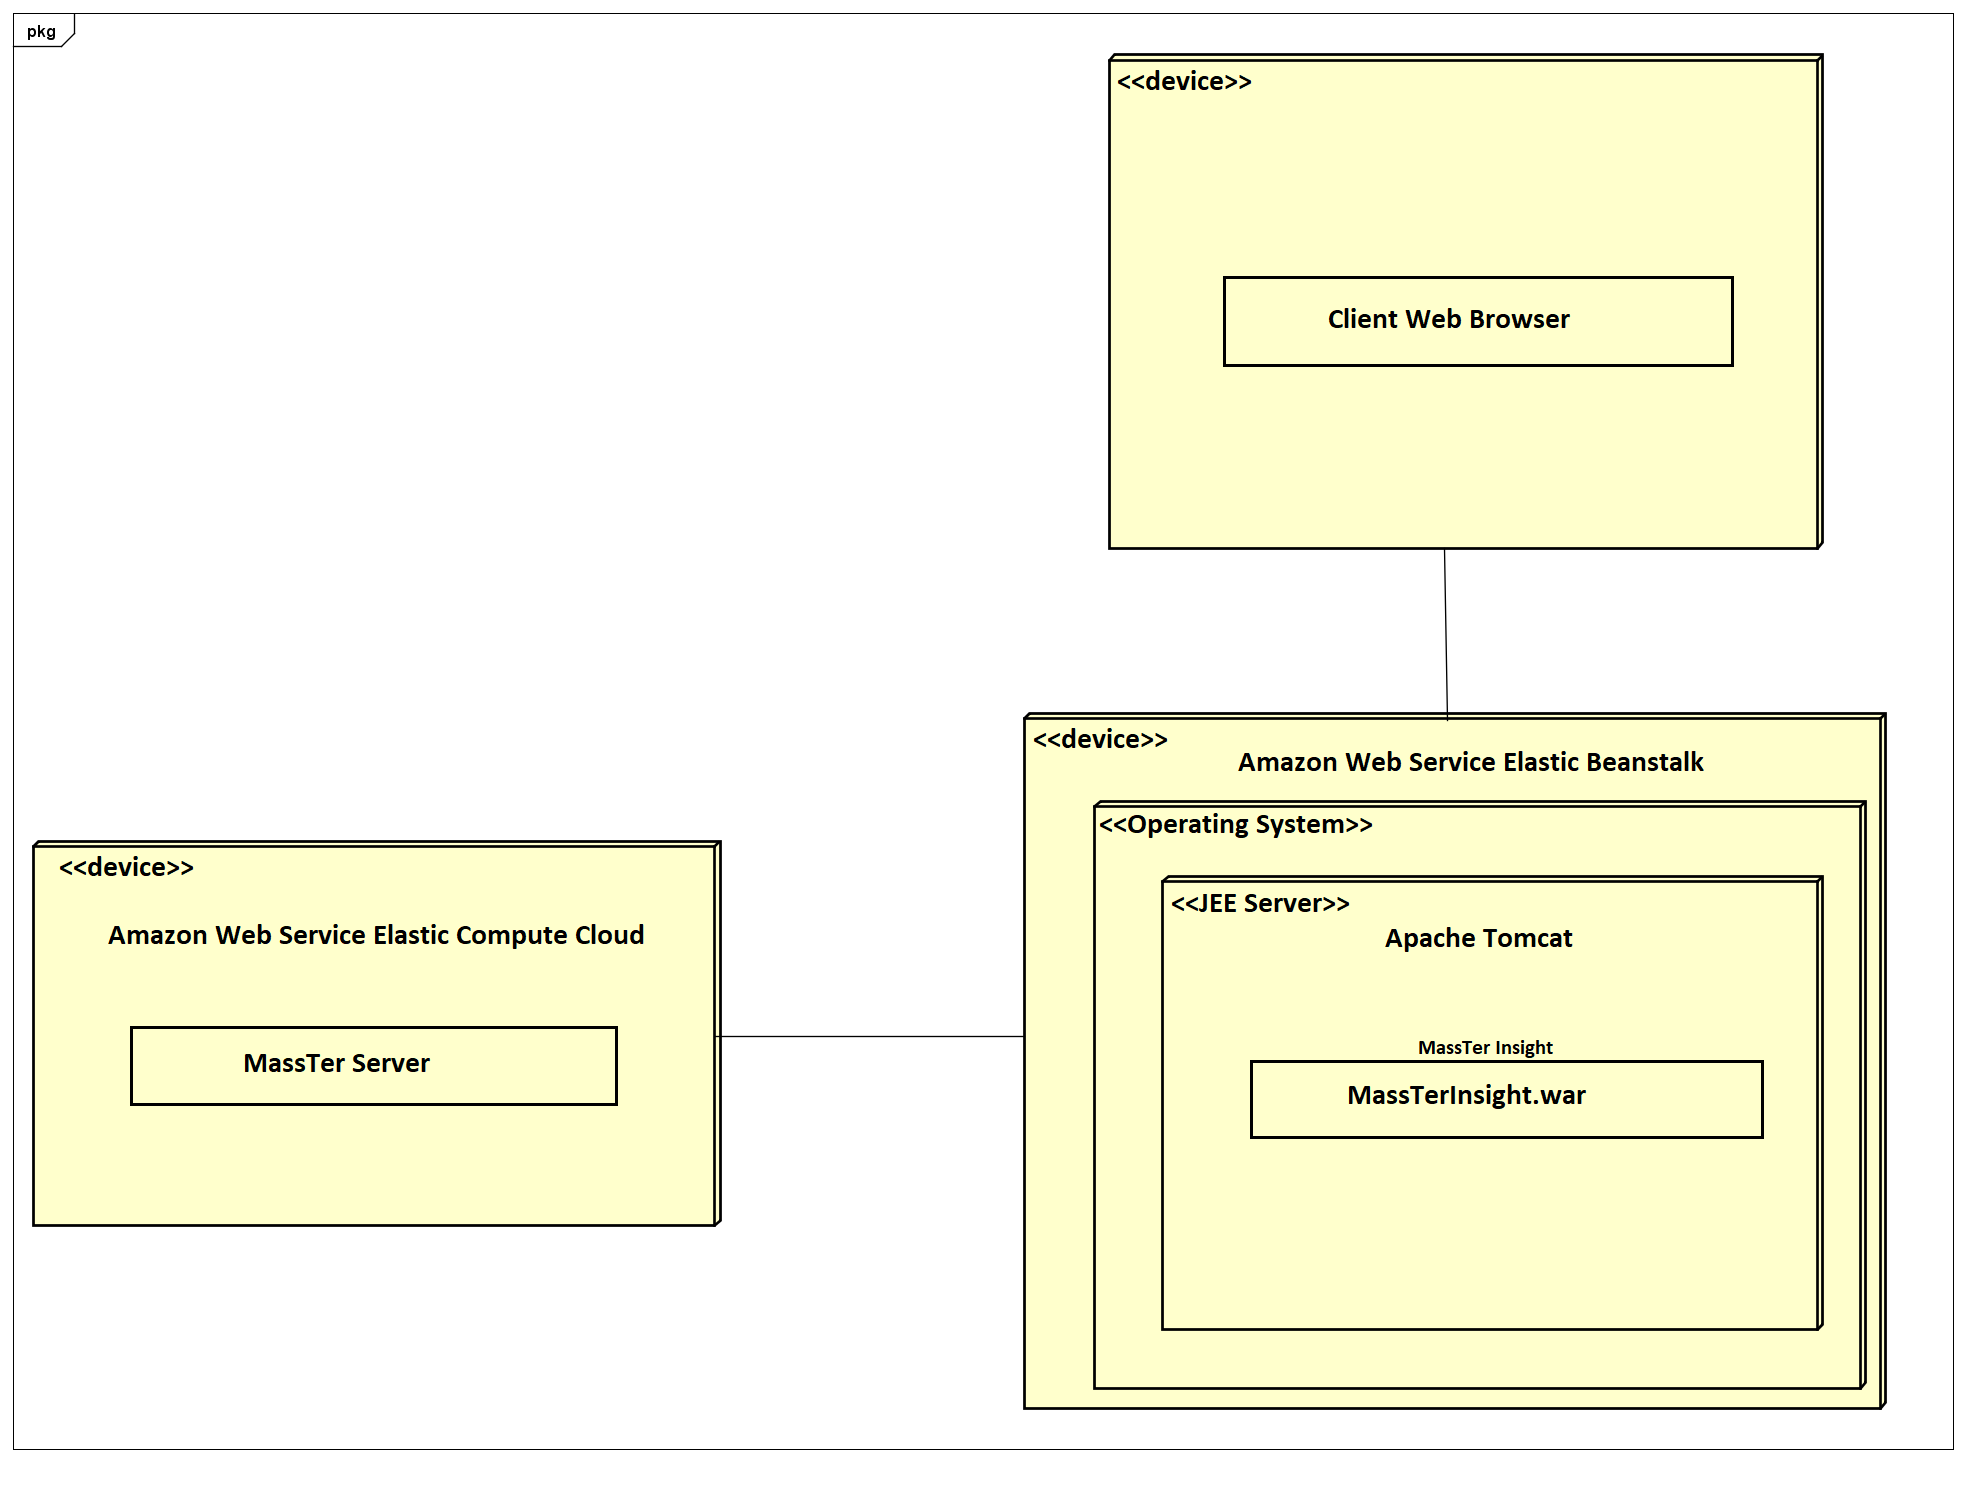 pkg
<<device>>
Client Web Browser
<<device>>
Amazon Web Service Elastic Beanstalk
<<Operating System>>
<<JEE Server>>
Apache Tomcat
MassTer Insight
MassTerInsight.war
<<device>>
Amazon Web Service Elastic Compute Cloud
MassTer Server